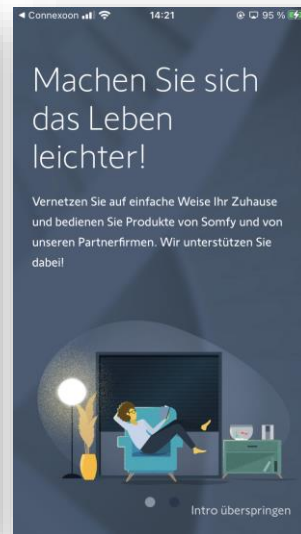 Connexoon
14:21
95 %
Machen Sie sich
das Leben
leichter!
Vernetzen Sie auf einfache Weise Ihr Zuhause
und bedienen Sie Produkte von Somfy und von
unseren Partnerfirmen. Wir unterstützen Sie
dabei!
Intro überspringen